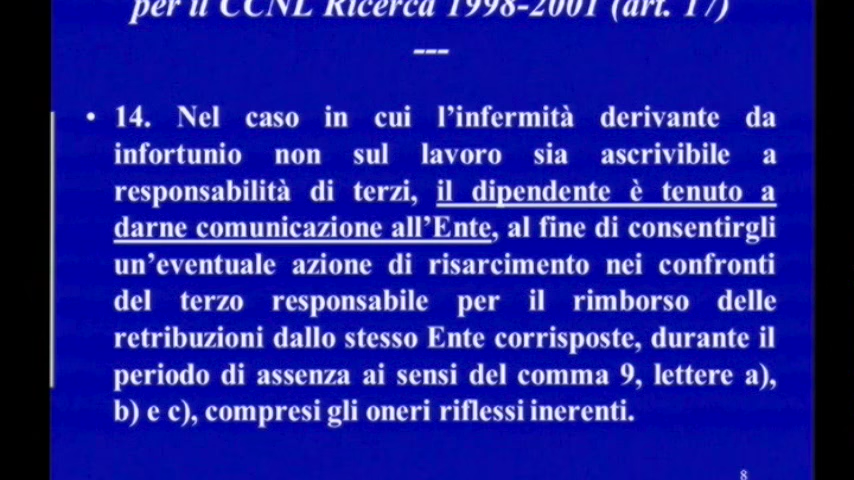 per il CCNL Ricerca 1998-2001 (art. 17)
---
• 14. Nel caso in cui l'infermità derivante da
infortunio non sul lavoro sia ascrivibile a
responsabilità di terzi, il dipendente è tenuto a
darne comunicazione all'Ente, al fine di consentirgli
un'eventuale azione di risarcimento nei confronti
del terzo responsabile per il rimborso delle
retribuzioni dallo stesso Ente corrisposte, durante il
periodo di assenza ai sensi del comma 9, lettere a),
b) e c), compresi gli oneri riflessi inerenti.
8